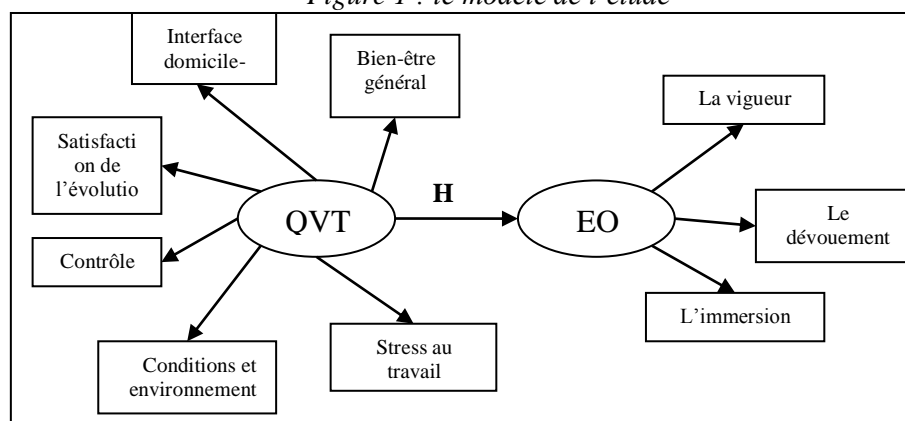 Figure 1 : le modèle de l'étude
Interface
domicile-
Bien-être
général
La vigueur
Satisfacti
on de
l'évolutio
H
QVT
EO
Le
dévouement
Contrôle
L'immersion
Conditions et
environnement
Stress au
travail